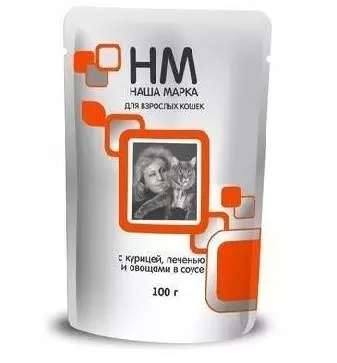 НМ
НАША МАРКА
ДЛЯ ВЗРОСЛЫХ КОШЕК
с курицей, печенью
и овощами в соусе
100 г